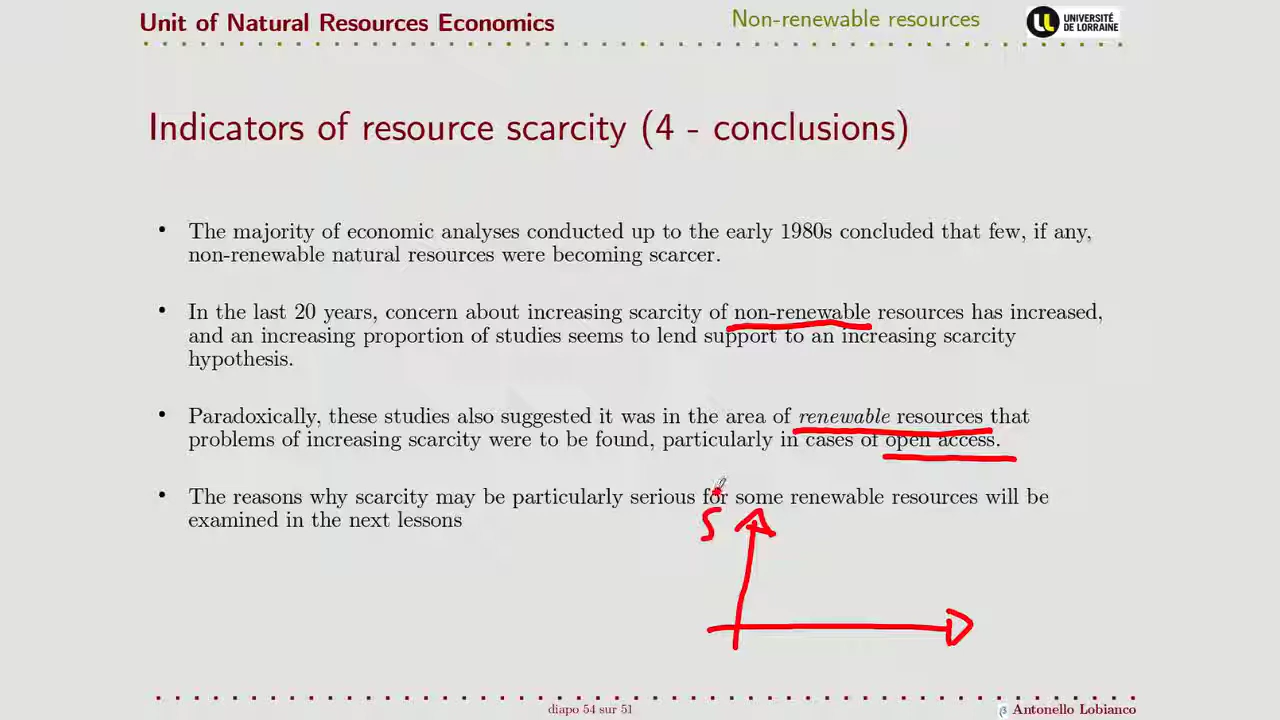 Unit of Natural Resources Economics
Non-renewable resources
UNIVERSITÉ
DE LORRAINE
Indicators of resource scarcity (4 - conclusions)
• The majority of economic analyses conducted up to the early 1980s concluded that few, if any,
non-renewable natural resources were becoming scarcer.
• In the last 20 years, concern about increasing scarcity of non-renewable resources has increased,
and an increasing proportion of studies seems to lend support to an increasing scarcity
hypothesis.
• Paradoxically, these studies also suggested it was in the area of renewable resources that
problems of increasing scarcity were to be found, particularly in cases of open access.
• The reasons why scarcity may be particularly serious for some renewable resources will be
examined in the next lessons
S
diapo 54 sur 51
Antonello Lobianco